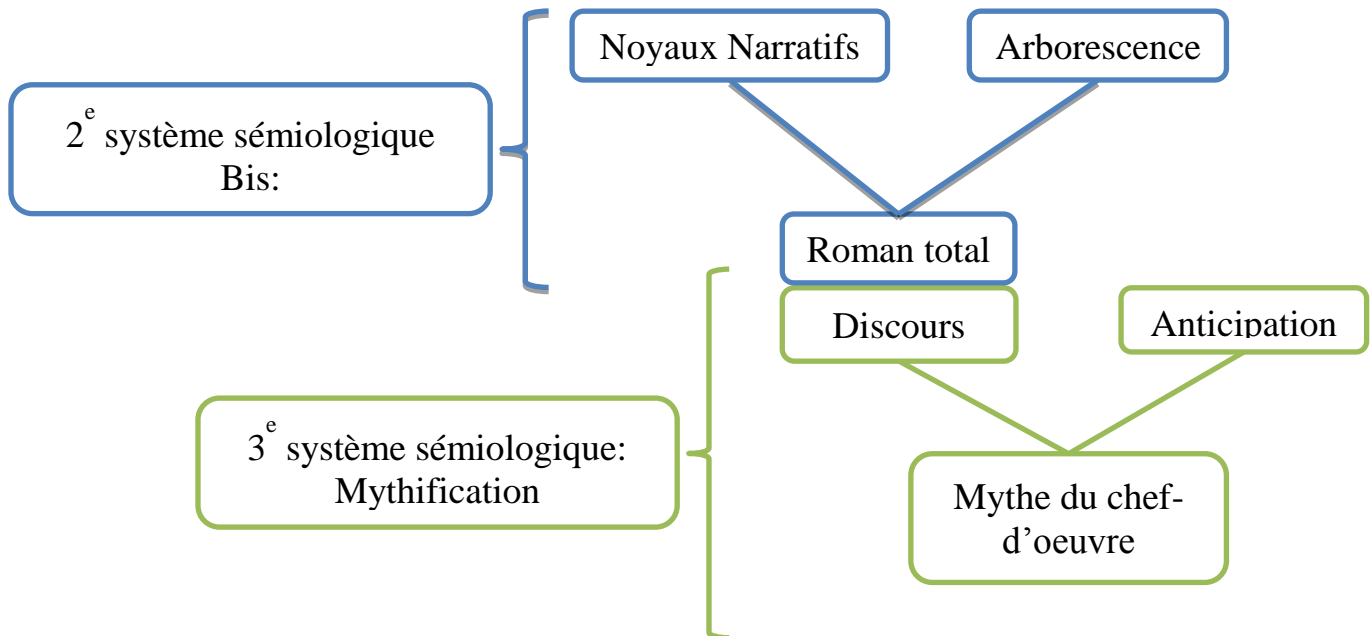 Noyaux Narratifs
Arborescence
2e système sémiologique
Bis:
Roman total
Discours
Anticipation
3e système sémiologique:
Mythification
Mythe du chef-
d’oeuvre